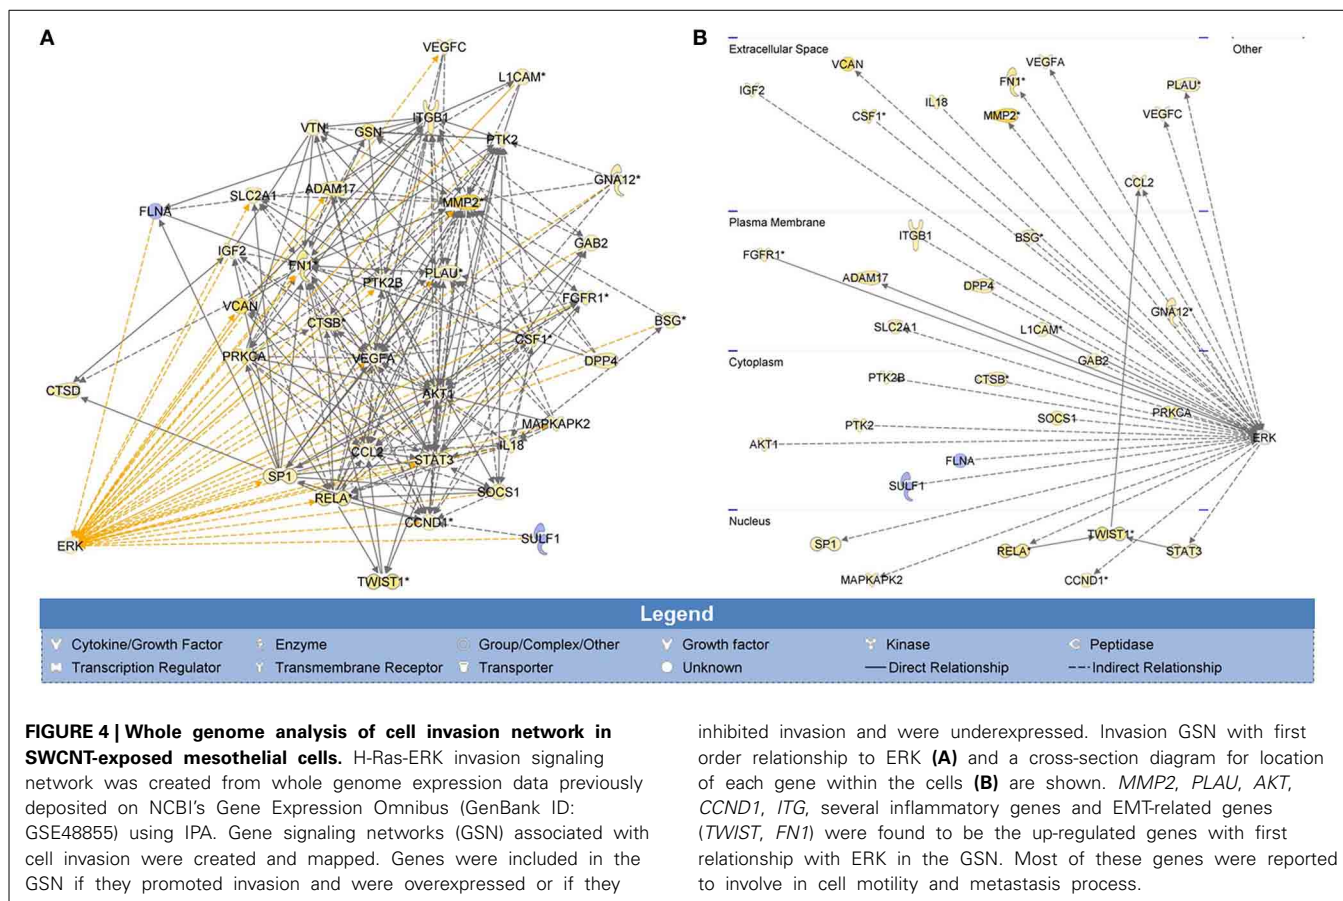 A
VEGFC
L1CAM*
ITGB1
VTN
GSN
PTK2
GNA12*
SLC2A1
ADAM17
MMP2*
FLNA
IGF2
GAB2
FN1*
PTK2B
PLAU*
VCAN
CTSB*
FGFR1*
BSG*
CSF1*
PRKCA
VEGFA
DPP4
CTSD
AKT1
MAPKAPK2
CCL2
STAT3
IL18
SP1
RELA*
SOCS1
CCND1*
ERK
SULF1
TWIST1*
B
Extracellular Space
Other
VCAN
VEGFA
IGF2
FN1*
PLAU*
IL18
CSF1*
MMP2*
VEGFC
CCL2
Plasma Membrane
ITGB1
BSG*
FGFR1*
ADAM17
DPP4
GNA12*
SLC2A1
L1CAM*
GAB2
Cytoplasm
PTK2B
CTSB*
SOCS1
PRKCA
PTK2
AKT1
ERK
FLNA
SULF1
Nucleus
SP1
RELA*
TWIST1*
STAT3
MAPKAPK2
CCND1*
Legend
Cytokine/Growth Factor Enzyme Group/Complex/Other Growth factor Kinase Peptidase
Transcription Regulator Transmembrane Receptor Transporter Unknown Direct Relationship Indirect Relationship
FIGURE 4 | Whole genome analysis of cell invasion network in
SWCNT-exposed mesothelial cells. H-Ras-ERK invasion signaling
network was created from whole genome expression data previously
deposited on NCBI's Gene Expression Omnibus (GenBank ID:
GSE48855) using IPA. Gene signaling networks (GSN) associated with
cell invasion were created and mapped. Genes were included in the
GSN if they promoted invasion and were overexpressed or if they
inhibited invasion and were underexpressed. Invasion GSN with first
order relationship to ERK (A) and a cross-section diagram for location
of each gene within the cells (B) are shown. MMP2, PLAU, AKT,
CCND1, ITG, several inflammatory genes and EMT-related genes
(TWIST, FN1) were found to be the up-regulated genes with first
relationship with ERK in the GSN. Most of these genes were reported
to involve in cell motility and metastasis process.